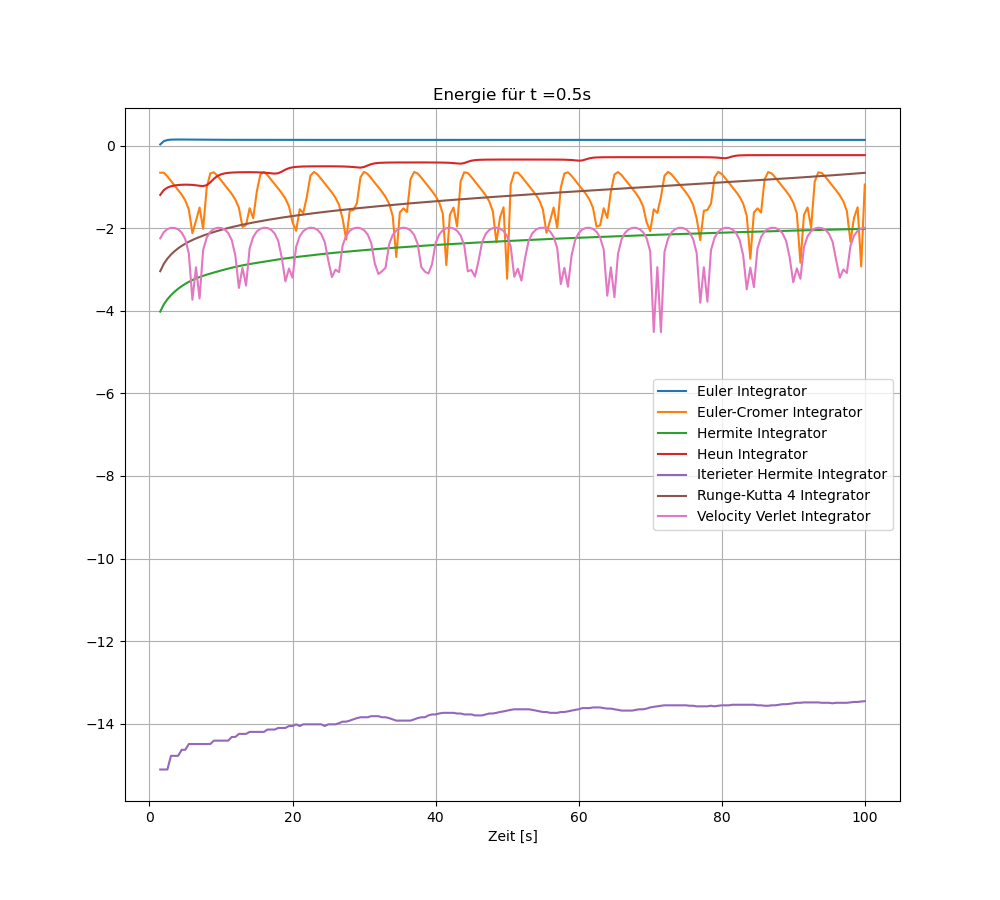 Energie für t =0.5s
0
−2
−4
−6
−8
−10
−12
−14
Euler Integrator
Euler-Cromer Integrator
Hermite Integrator
Heun Integrator
Iterieter Hermite Integrator
Runge-Kutta 4 Integrator
Velocity Verlet Integrator
0 20 40 60 80 100
Zeit [s]